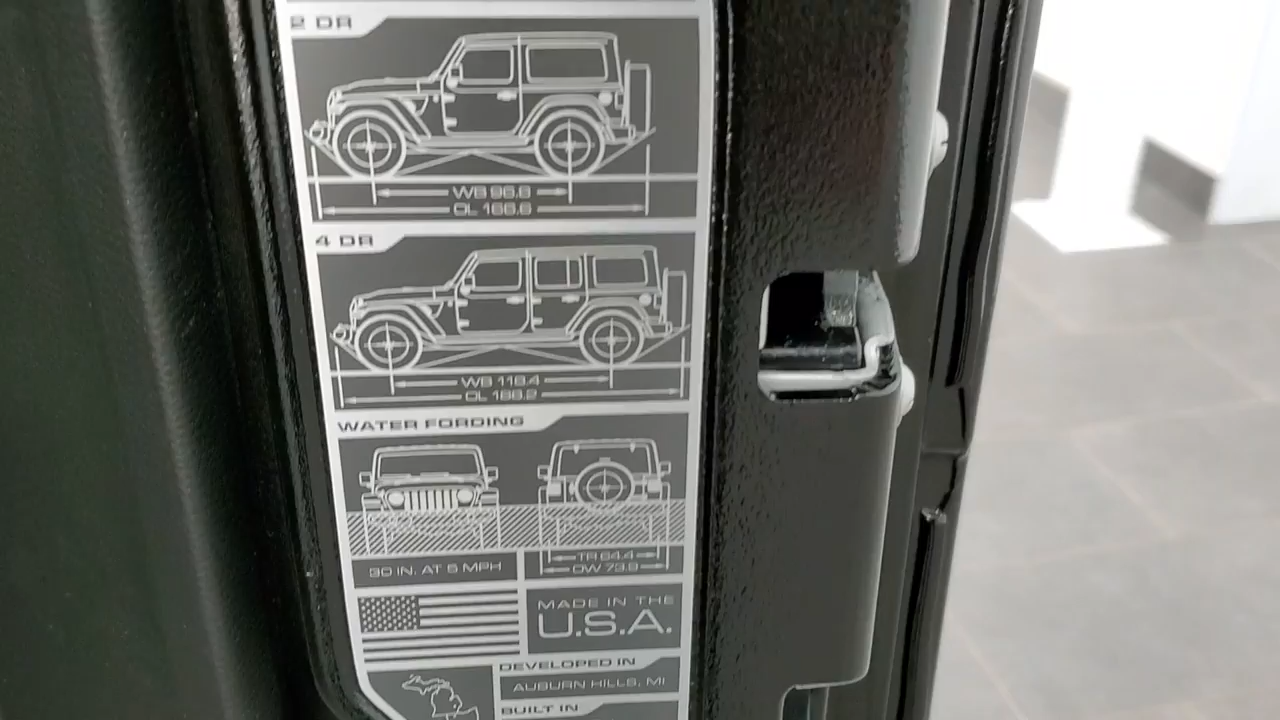 2 DR
WB 96.8
OL 166.6
4 DR
WB 118.4
OL 188.2
WATER FORDING
30 IN. AT 5 MPH
TR 64.4
OW 73.9
MADE IN THE
U.S.A.
DEVELOPED IN
AUBURN HILLS, MI
BUILT IN